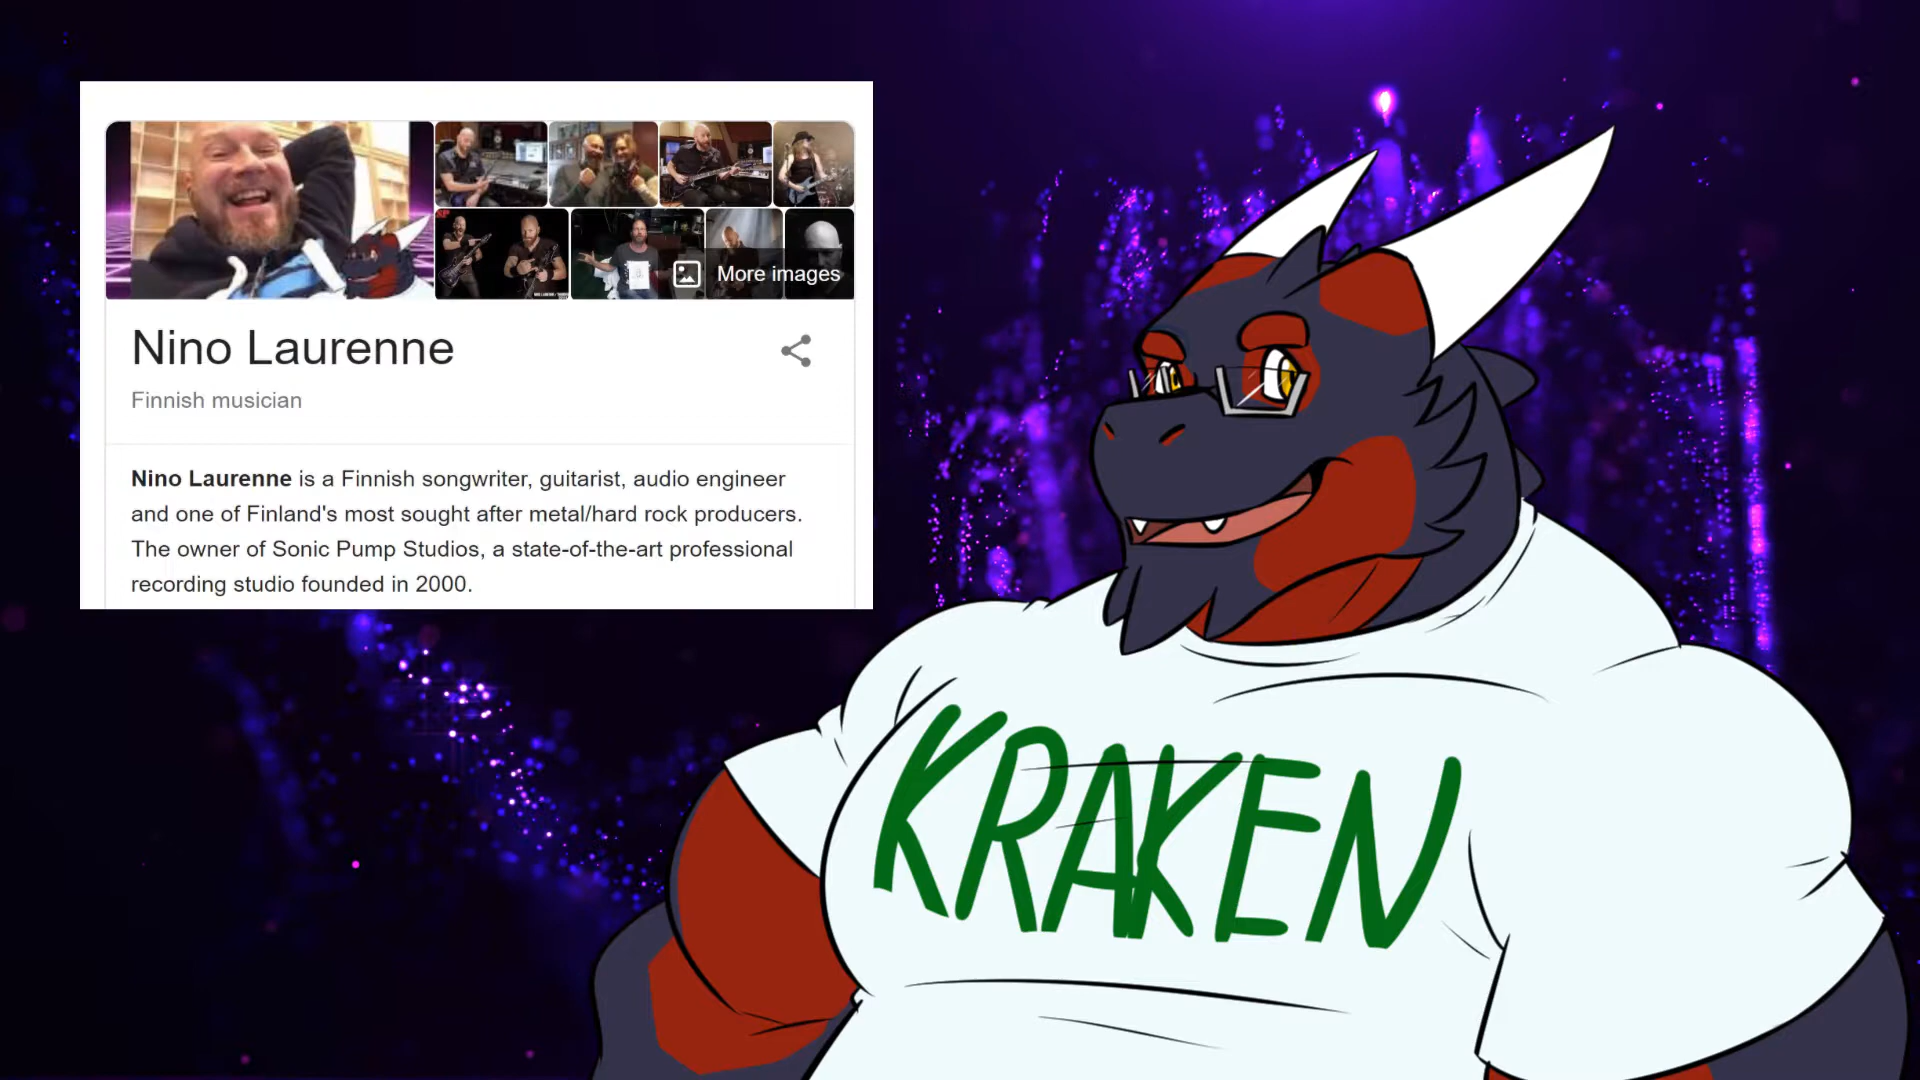 More images
Nino Laurenne
Finnish musician
Nino Laurenne is a Finnish songwriter, guitarist, audio engineer
and one of Finland's most sought after metal/hard rock producers.
The owner of Sonic Pump Studios, a state-of-the-art professional
recording studio founded in 2000.
KRAKEN